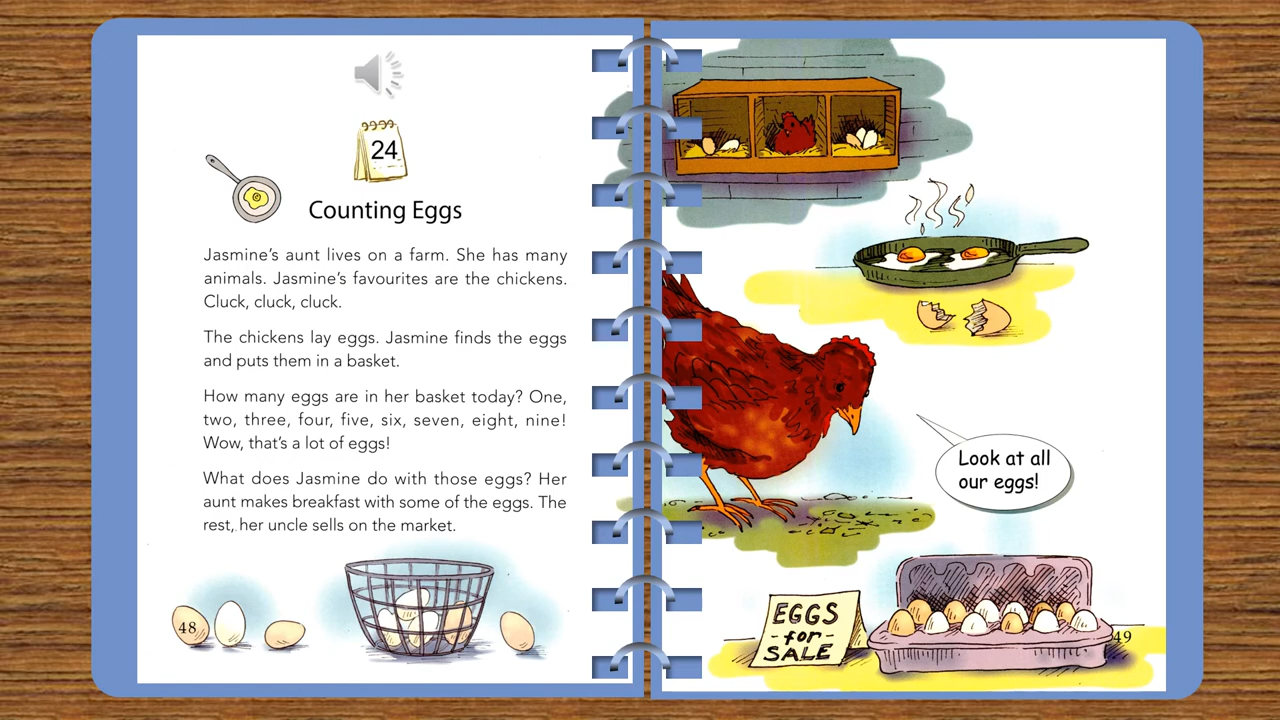 24
Counting Eggs
Jasmine’s aunt lives on a farm. She has many
animals. Jasmine’s favourites are the chickens.
Cluck, cluck, cluck.
The chickens lay eggs. Jasmine finds the eggs
and puts them in a basket.
How many eggs are in her basket today? One,
two, three, four, five, six, seven, eight, nine!
Wow, that’s a lot of eggs!
What does Jasmine do with those eggs? Her
aunt makes breakfast with some of the eggs. The
rest, her uncle sells on the market.
48
Look at all
our eggs!
EGGS
-for-
SALE
49